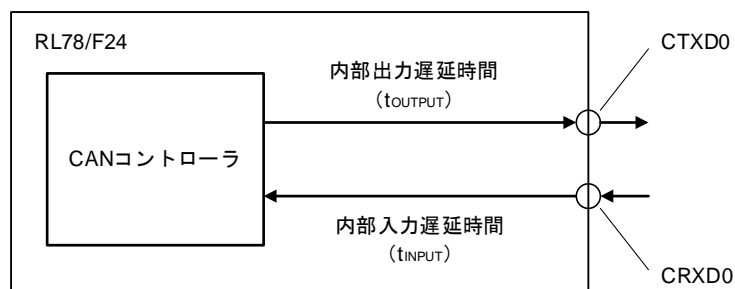 RL78/F24
CTXD0
内部出力遅延時間
（tOUTPUT）
CANコントローラ
内部入力遅延時間
（tINPUT）
CRXD0